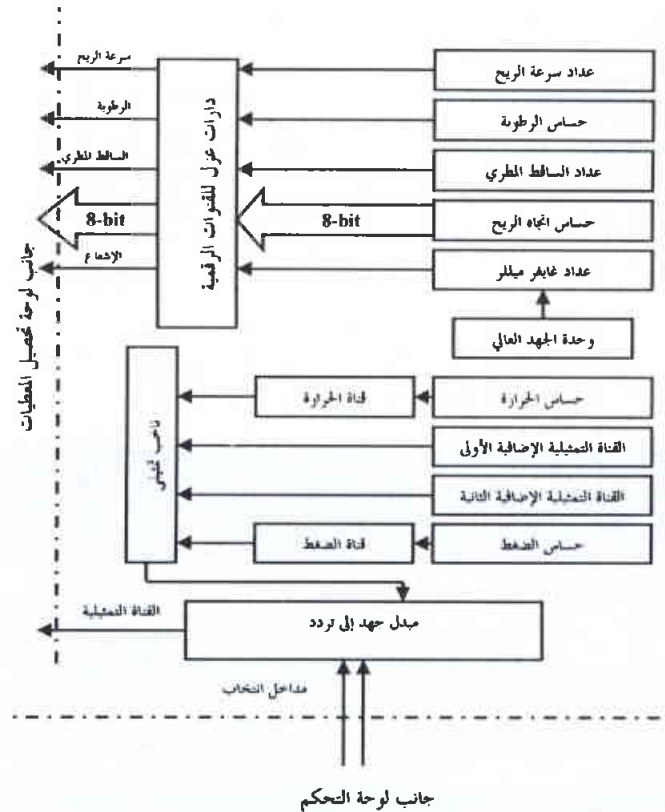 عداد سرعة الريح
سرعة الريح
حساس الرطوبة
الرطوبة
عداد الساقط المطري
الساقط المطري
حساس اتجاه الريح
8-bit
8-bit
عداد غايغر ميللر
الإشعاع
دارات عزل للقنوات الرقمية
جانب لوحة تحصيل المعطيات
وحدة الجهد العالي
حساس الحرارة
قناة الحرارة
القناة التمثيلية الإضافية الأولى
القناة التمثيلية الإضافية الثانية
حساس الضغط
قناة الضغط
ناخب تمثيلي
مبدل جهد إلى تردد
القناة التمثيلية
مداخل انتخاب
جانب لوحة التحكم